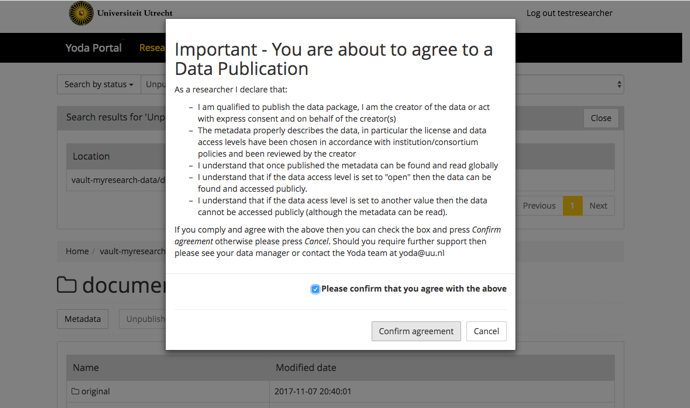 Universiteit Utrecht
Log out testresearcher
Yoda Portal Resea
Search by status Unpu
Search results for 'Unp
Close
Location
vault-myresearch-data/d
Previous 1 Next
Important - You are about to agree to a
Data Publication
As a researcher I declare that:
– I am qualified to publish the data package, I am the creator of the data or act
with express consent and on behalf of the creator(s)
– The metadata properly describes the data, in particular the license and data
access levels have been chosen in accordance with institution/consortium
policies and been reviewed by the creator
– I understand that once published the metadata can be found and read globally
– I understand that if the data access level is set to "open" then the data can be
found and accessed publicly.
– I understand that if the data acess level is set to another value then the data
cannot be accessed publicly (although the metadata can be read).
If you comply and agree with the above then you can check the box and press Confirm
agreement otherwise please press Cancel. Should you require further support then
please see your data manager or contact the Yoda team at yoda@uu.nl
Please confirm that you agree with the above
Confirm agreement Cancel
Home / vault-myresearch
documen
Metadata Unpublish
Name Modified date
original 2017-11-07 20:40:01